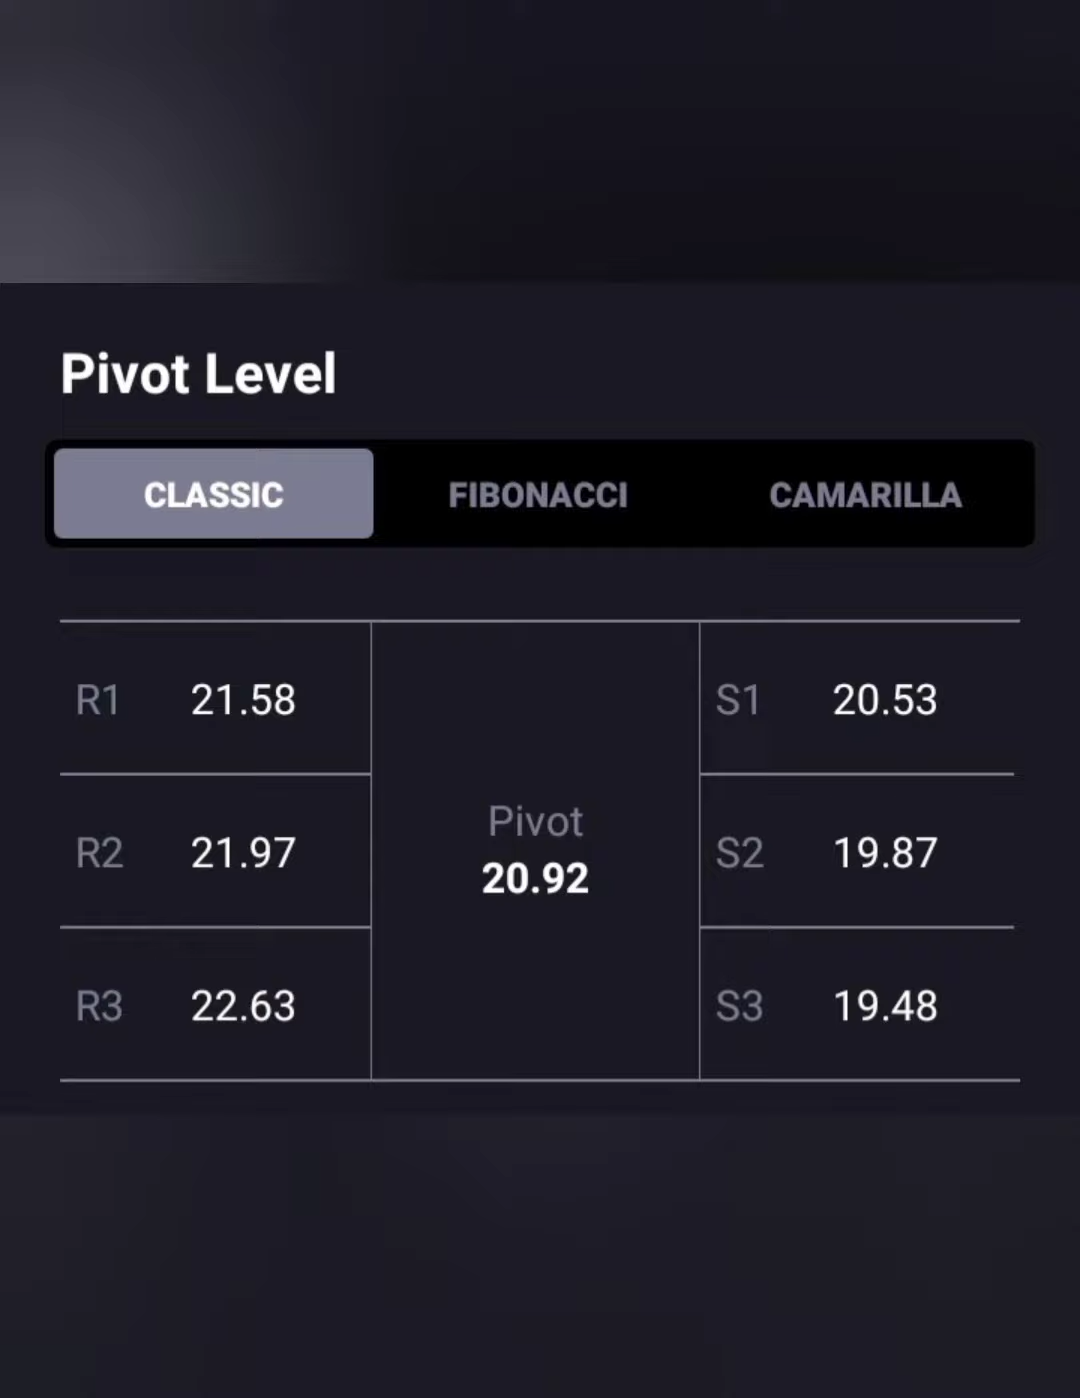 Pivot Level
CLASSIC FIBONACCI CAMARILLA
R1 21.58
R2 21.97
R3 22.63
Pivot
20.92
S1 20.53
S2 19.87
S3 19.48